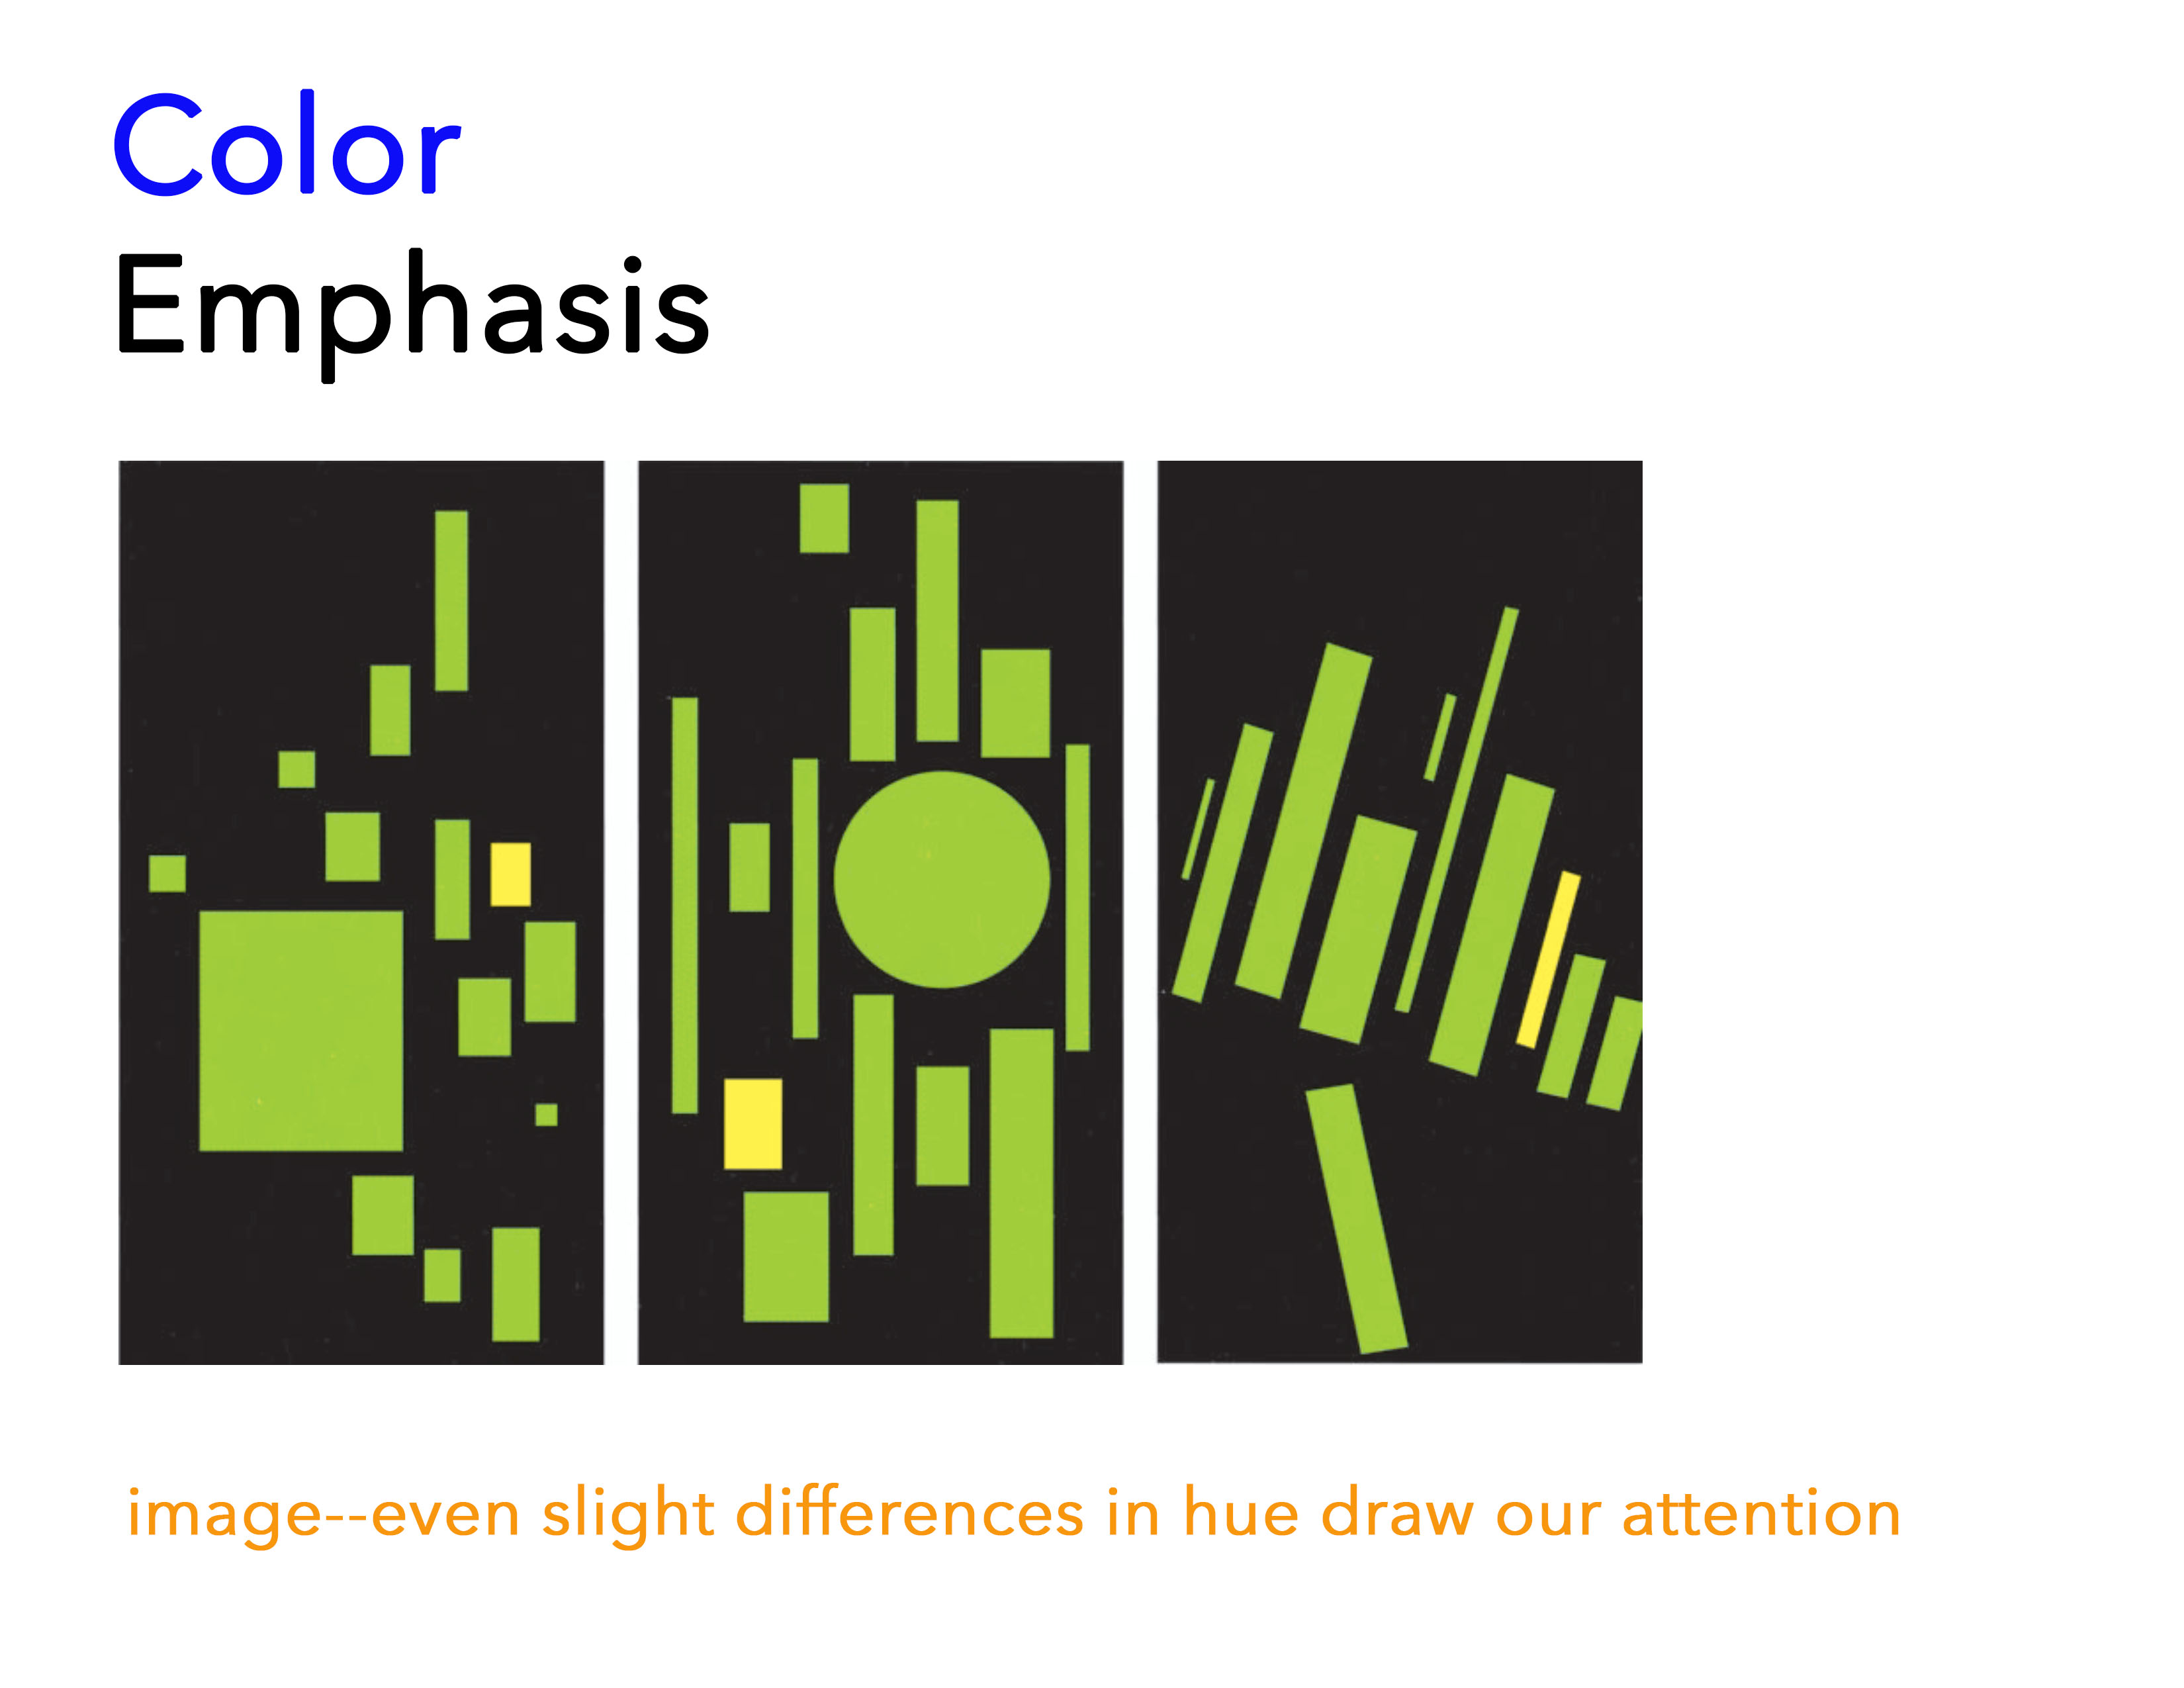 Color
Emphasis
image--even slight differences in hue draw our attention